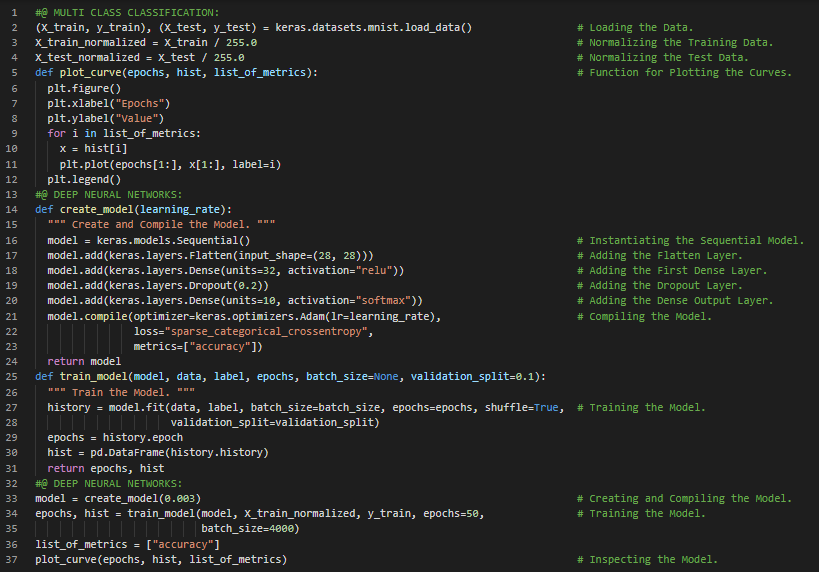 1 #@ MULTI CLASS CLASSIFICATION:
2 (X_train, y_train), (X_test, y_test) = keras.datasets.mnist.load_data() # Loading the Data.
3 X_train_normalized = X_train / 255.0 # Normalizing the Training Data.
4 X_test_normalized = X_test / 255.0 # Normalizing the Test Data.
5 def plot_curve(epochs, hist, list_of_metrics): # Function for Plotting the Curves.
6 plt.figure()
7 plt.xlabel("Epochs")
8 plt.ylabel("Value")
9 for i in list_of_metrics:
10 x = hist[i]
11 plt.plot(epochs[1:], x[1:], label=i)
12 plt.legend()
13 #@ DEEP NEURAL NETWORKS:
14 def create_model(learning_rate):
15 """ Create and Compile the Model. """
16 model = keras.models.Sequential() # Instantiating the Sequential Model.
17 model.add(keras.layers.Flatten(input_shape=(28, 28))) # Adding the Flatten Layer.
18 model.add(keras.layers.Dense(units=32, activation="relu")) # Adding the First Dense Layer.
19 model.add(keras.layers.Dropout(0.2)) # Adding the Dropout Layer.
20 model.add(keras.layers.Dense(units=10, activation="softmax")) # Adding the Dense Output Layer.
21 model.compile(optimizer=keras.optimizers.Adam(lr=learning_rate), # Compiling the Model.
22 loss="sparse_categorical_crossentropy",
23 metrics=["accuracy"])
24 return model
25 def train_model(model, data, label, epochs, batch_size=None, validation_split=0.1):
26 """ Train the Model. """
27 history = model.fit(data, label, batch_size=batch_size, epochs=epochs, shuffle=True, # Training the Model.
28 validation_split=validation_split)
29 epochs = history.epoch
30 hist = pd.DataFrame(history.history)
31 return epochs, hist
32 #@ DEEP NEURAL NETWORKS:
33 model = create_model(0.003) # Creating and Compiling the Model.
34 epochs, hist = train_model(model, X_train_normalized, y_train, epochs=50, # Training the Model.
35 batch_size=4000)
36 list_of_metrics = ["accuracy"]
37 plot_curve(epochs, hist, list_of_metrics) # Inspecting the Model.